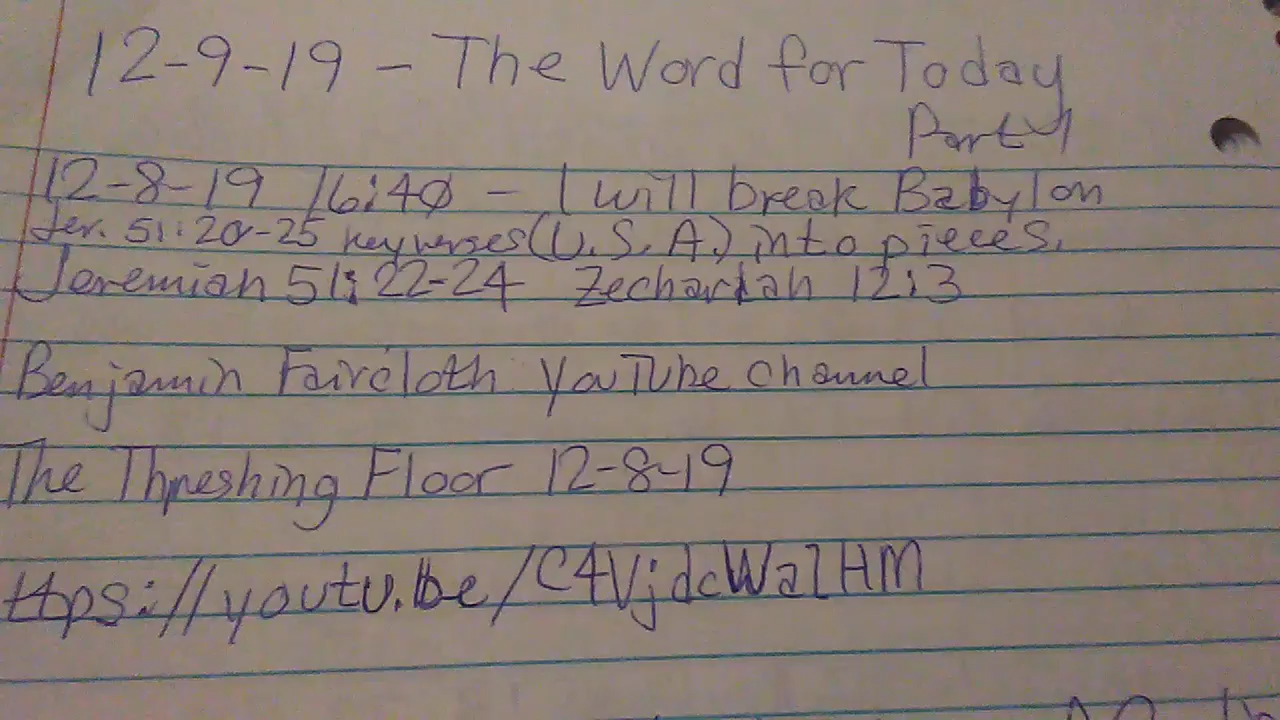 12-9-19 - The Word for Today
Part 1
12-8-19 16:40 - I will break Babylon
Jer. 51:20-25 key verses (U.S.A.) into pieces.
Jeremiah 51:22-24 Zechariah 12:3
Benjamin Faircloth YouTube channel
The Threshing Floor 12-8-19
ttps://youtu.be/C4VjdcWalHM